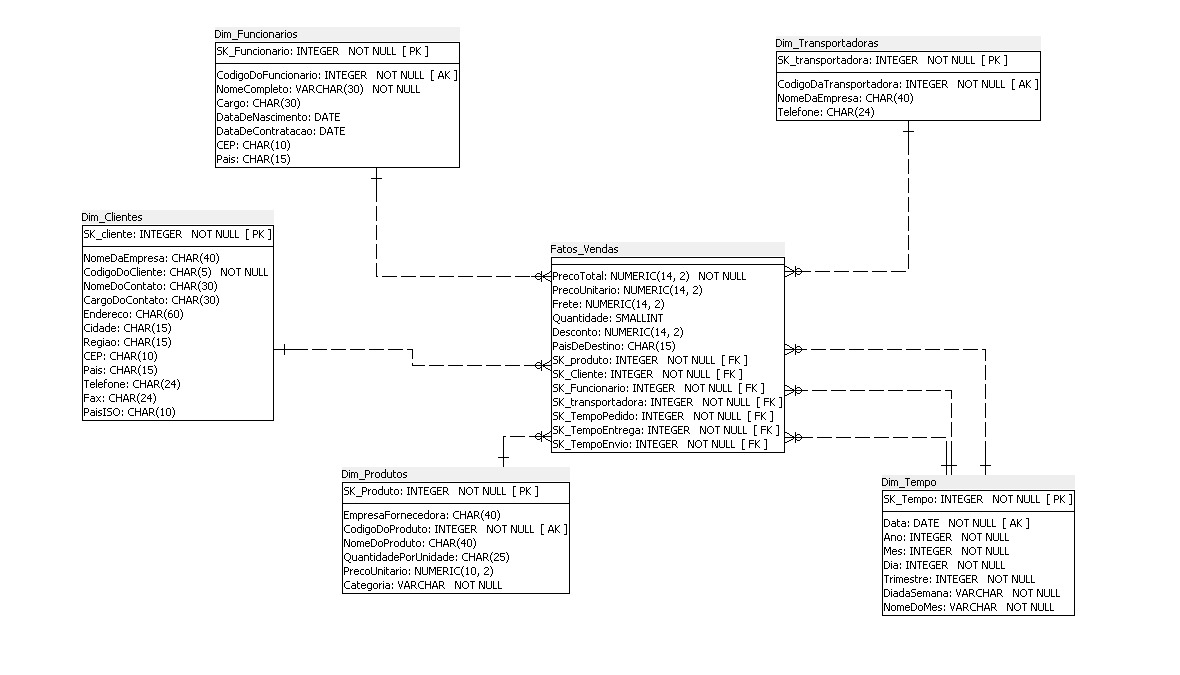 Dim_Funcionarios
SK_Funcionario: INTEGER NOT NULL [ PK ]
CodigoDoFuncionario: INTEGER NOT NULL [ AK ]
NomeCompleto: VARCHAR(30) NOT NULL
Cargo: CHAR(30)
DataDeNascimento: DATE
DataDeContratacao: DATE
CEP: CHAR(10)
Pais: CHAR(15)
Dim_Transportadoras
SK_transportadora: INTEGER NOT NULL [ PK ]
CodigoDaTransportadora: INTEGER NOT NULL [ AK ]
NomeDaEmpresa: CHAR(40)
Telefone: CHAR(24)
Dim_Clientes
SK_cliente: INTEGER NOT NULL [ PK ]
NomeDaEmpresa: CHAR(40)
CodigoDoCliente: CHAR(5) NOT NULL
NomeDoContato: CHAR(30)
CargoDoContato: CHAR(30)
Endereco: CHAR(60)
Cidade: CHAR(15)
Regiao: CHAR(15)
CEP: CHAR(10)
Pais: CHAR(15)
Telefone: CHAR(24)
Fax: CHAR(24)
PaisISO: CHAR(10)
Fatos_Vendas
PrecoTotal: NUMERIC(14, 2) NOT NULL
PrecoUnitario: NUMERIC(14, 2)
Frete: NUMERIC(14, 2)
Quantidade: SMALLINT
Desconto: NUMERIC(14, 2)
PaisDeDestino: CHAR(15)
SK_produto: INTEGER NOT NULL [ FK ]
SK_Cliente: INTEGER NOT NULL [ FK ]
SK_Funcionario: INTEGER NOT NULL [ FK ]
SK_transportadora: INTEGER NOT NULL [ FK ]
SK_TempoPedido: INTEGER NOT NULL [ FK ]
SK_TempoEntrega: INTEGER NOT NULL [ FK ]
SK_TempoEnvio: INTEGER NOT NULL [ FK ]
Dim_Produtos
SK_Produto: INTEGER NOT NULL [ PK ]
EmpresaFornecedora: CHAR(40)
CodigoDoProduto: INTEGER NOT NULL [ AK ]
NomeDoProduto: CHAR(40)
QuantidadePorUnidade: CHAR(25)
PrecoUnitario: NUMERIC(10, 2)
Categoria: VARCHAR NOT NULL
Dim_Tempo
SK_Tempo: INTEGER NOT NULL [ PK ]
Data: DATE NOT NULL [ AK ]
Ano: INTEGER NOT NULL
Mes: INTEGER NOT NULL
Dia: INTEGER NOT NULL
Trimestre: INTEGER NOT NULL
DiadaSemana: VARCHAR NOT NULL
NomeDoMes: VARCHAR NOT NULL